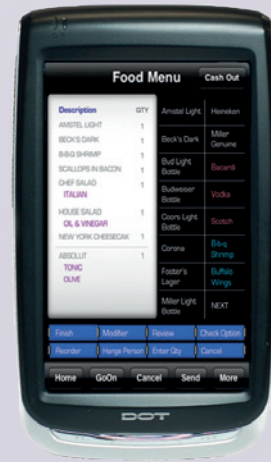 Food Menu
Cash Out
Description QTY
AMSTEL LIGHT 1
BECK'S DARK 1
B-B-Q SHRIMP 1
SCALLOPS IN BACON 1
CHEF SALAD 1
ITALIAN
HOUSE SALAD 1
OIL & VINEGAR
NEW YORK CHEESECAK 1
ABSOLUT 1
TONIC
OLIVE
Amstel Light Heineken
Beck's Dark Miller Genuine
Bud Light Bottle Bacardi
Budweiser Bottle Vodka
Coors Light Bottle Scotch
Corona B-b-q Shrimp
Foster's Lager Buffalo Wings
Miller Light Bottle NEXT
Finish Modifier Review Check Option
Reorder Hange Person Enter Qty Cancel
Home GoOn Cancel Send More
DOT